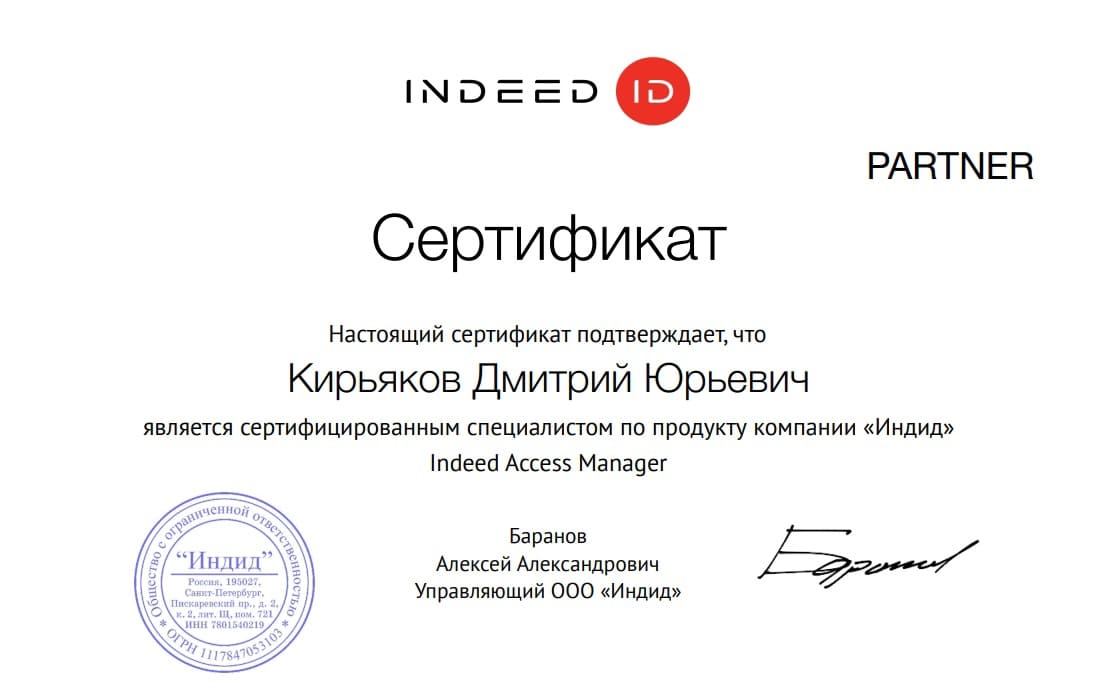 INDEED ID
PARTNER
Сертификат
Настоящий сертификат подтверждает, что
Кирьяков Дмитрий Юрьевич
является сертифицированным специалистом по продукту компании «Индид»
Indeed Access Manager
Общество с ограниченной ответственностью
* ОГРН 1117847053103 *
“Индид”
Россия, 195027,
Санкт-Петербург,
Пискаревский пр., д. 2,
к. 2, лит. Щ, пом. 721
ИНН 7801540219
Баранов
Алексей Александрович
Управляющий ООО «Индид»
Баранов